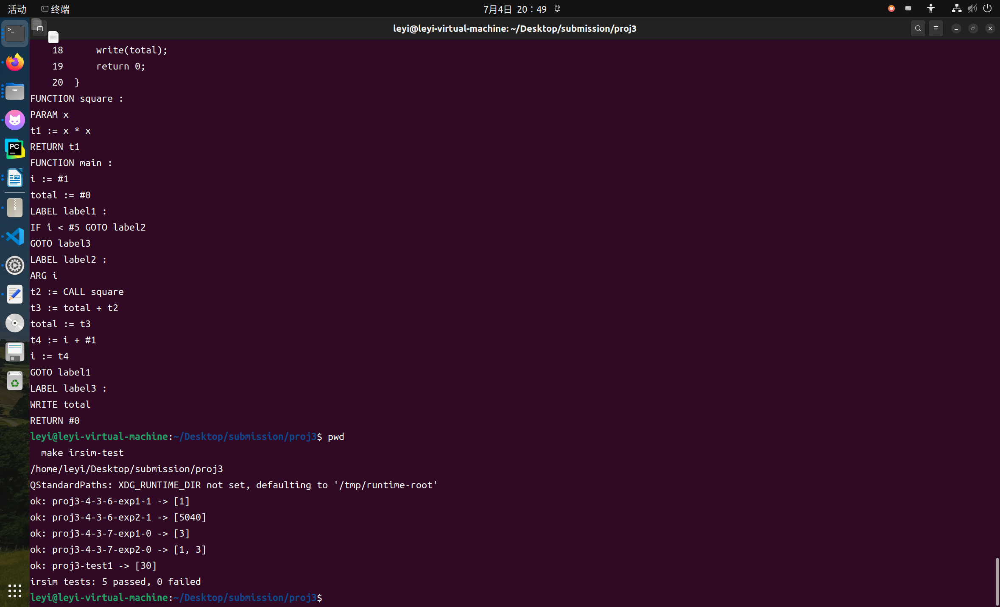 活动 终端 7月4日 20：49
leyi@leyi-virtual-machine: ~/Desktop/submission/proj3
    18      write(total);
    19      return 0;
    20  }
FUNCTION square :
PARAM x
t1 := x * x
RETURN t1
FUNCTION main :
i := #1
total := #0
LABEL label1 :
IF i < #5 GOTO label2
GOTO label3
LABEL label2 :
ARG i
t2 := CALL square
t3 := total + t2
total := t3
t4 := i + #1
i := t4
GOTO label1
LABEL label3 :
WRITE total
RETURN #0
leyi@leyi-virtual-machine:~/Desktop/submission/proj3$ pwd
  make irsim-test
/home/leyi/Desktop/submission/proj3
QStandardPaths: XDG_RUNTIME_DIR not set, defaulting to '/tmp/runtime-root'
ok: proj3-4-3-6-exp1-1 -> [1]
ok: proj3-4-3-6-exp2-1 -> [5040]
ok: proj3-4-3-7-exp1-0 -> [3]
ok: proj3-4-3-7-exp2-0 -> [1, 3]
ok: proj3-test1 -> [30]
irsim tests: 5 passed, 0 failed
leyi@leyi-virtual-machine:~/Desktop/submission/proj3$
PC